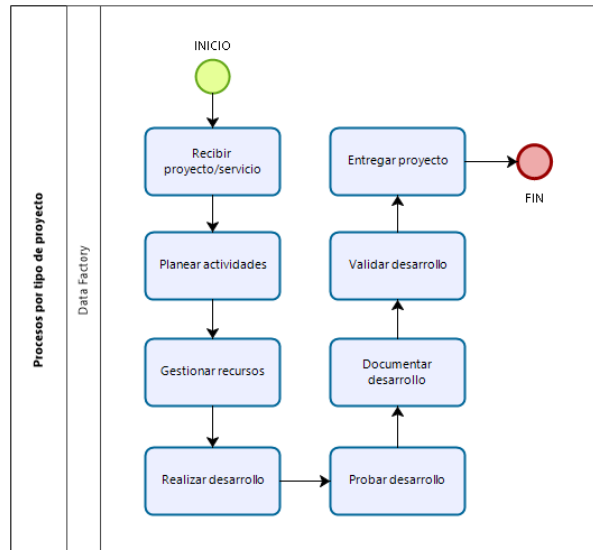 Procesos por tipo de proyecto
Data Factory
INICIO
Recibir
proyecto/servicio
Planear actividades
Gestionar recursos
Realizar desarrollo
Probar desarrollo
Documentar
desarrollo
Validar desarrollo
Entregar proyecto
FIN